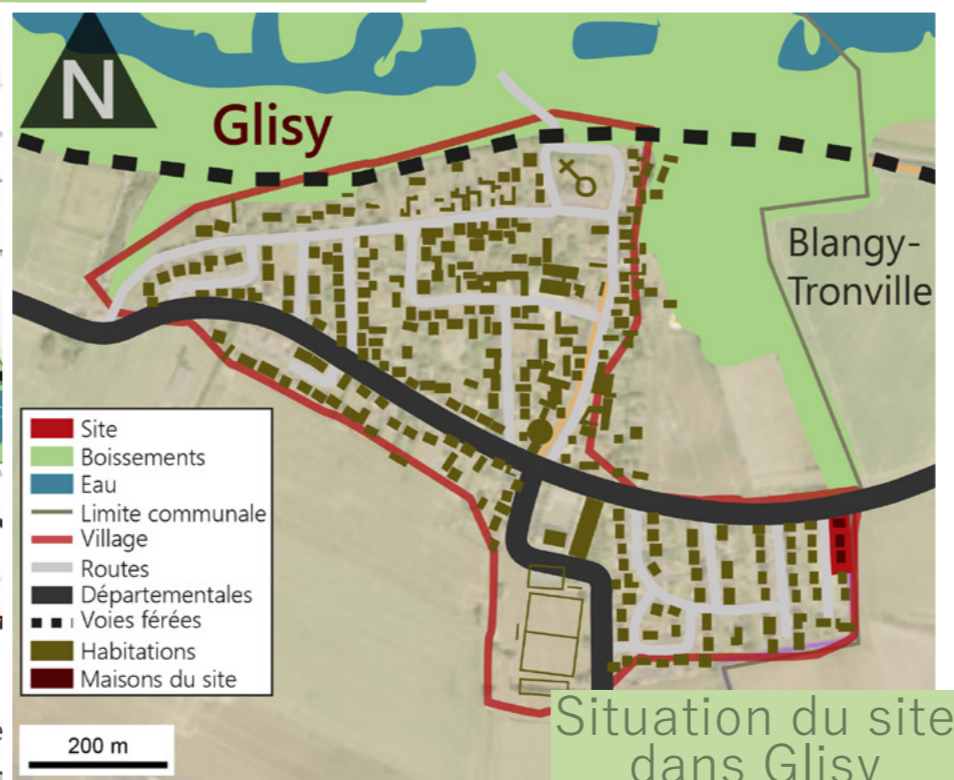 N
Glisy
Blangy-
Tronville
Site
Boissements
Eau
Limite communale
Village
Routes
Départementales
Voies férées
Habitations
Maisons du site
200 m
Situation du site
dans Glisy